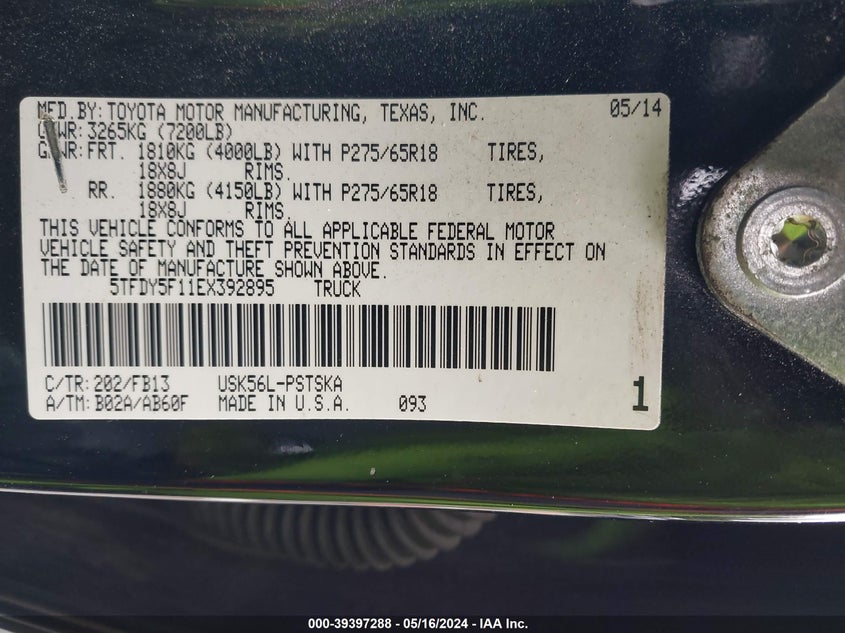 MFD.BY:TOYOTA MOTOR MANUFACTURING, TEXAS, INC. 05/14
GVWR:3265KG (7200LB)
GAWR:FRT. 1810KG (4000LB) WITH P275/65R18 TIRES,
18X8J RIMS.
RR. 1880KG (4150LB) WITH P275/65R18 TIRES,
18X8J RIMS.
THIS VEHICLE CONFORMS TO ALL APPLICABLE FEDERAL MOTOR
VEHICLE SAFETY AND THEFT PREVENTION STANDARDS IN EFFECT ON
THE DATE OF MANUFACTURE SHOWN ABOVE.
5TFDY5F11EX392895 TRUCK
C/TR:202/FB13 USK56L-PSTSKA
A/TM:B02A/AB60F MADE IN U.S.A. 093 1
000-39397288 - 05/16/2024 - IAA Inc.